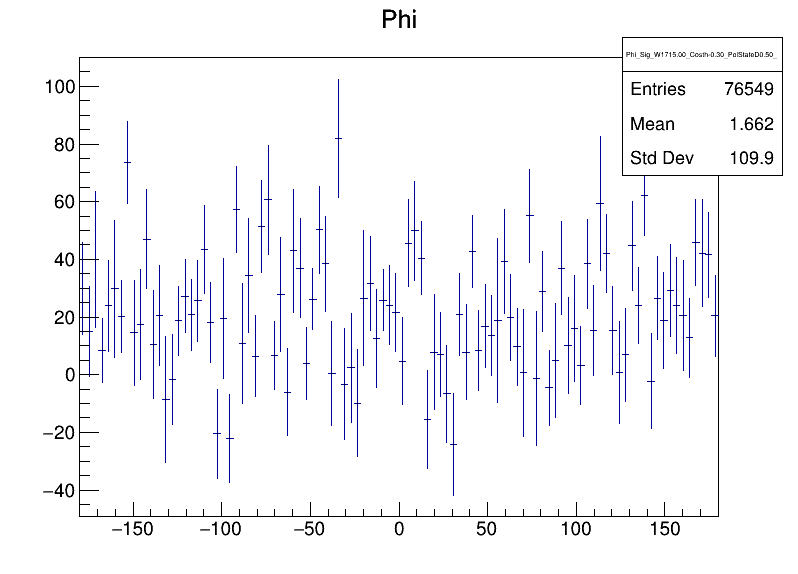 Phi
Phi_Sig_W1715.00_Costh-0.30_PolStateD0.50_
Entries 76549
Mean 1.662
Std Dev 109.9
100
80
60
40
20
0
−20
−40
−150 −100 −50 0 50 100 150